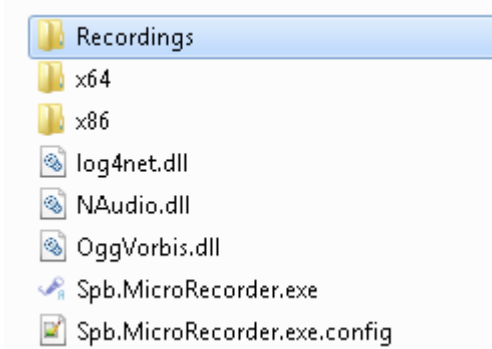 Recordings
x64
x86
log4net.dll
NAudio.dll
OggVorbis.dll
Spb.MicroRecorder.exe
Spb.MicroRecorder.exe.config